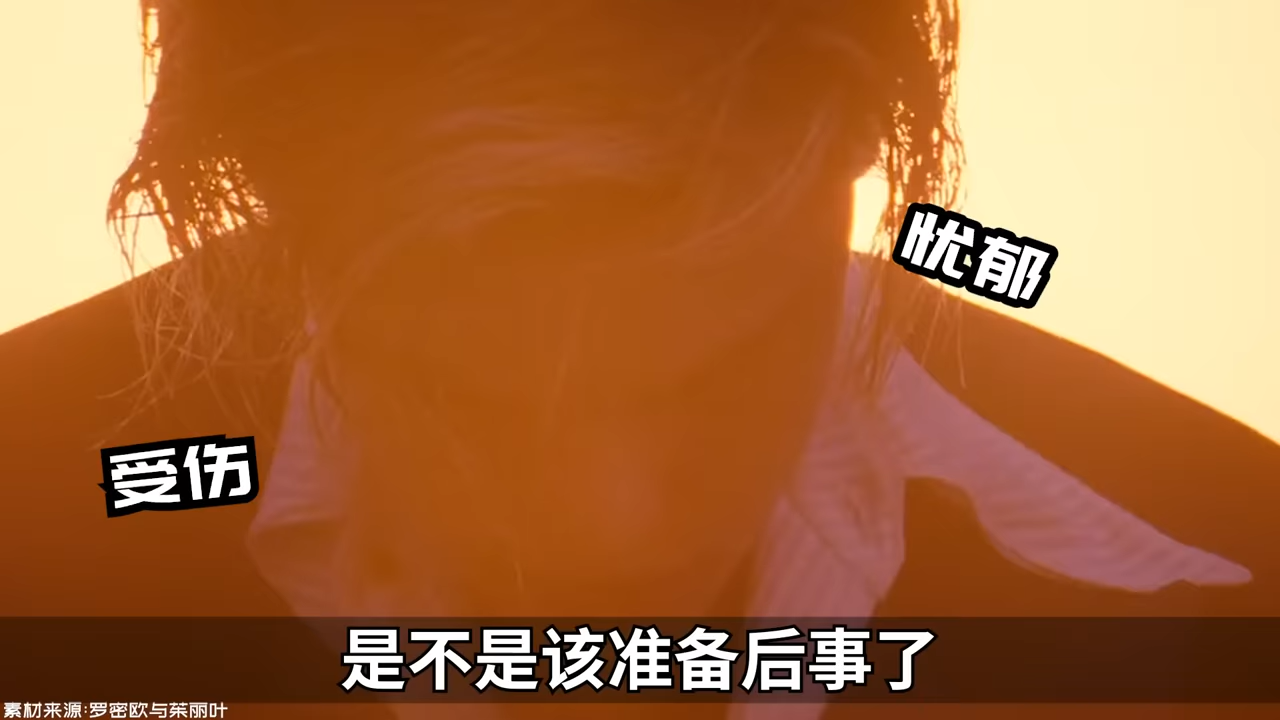 忧郁
受伤
是不是该准备后事了
素材来源:罗密欧与茱丽叶